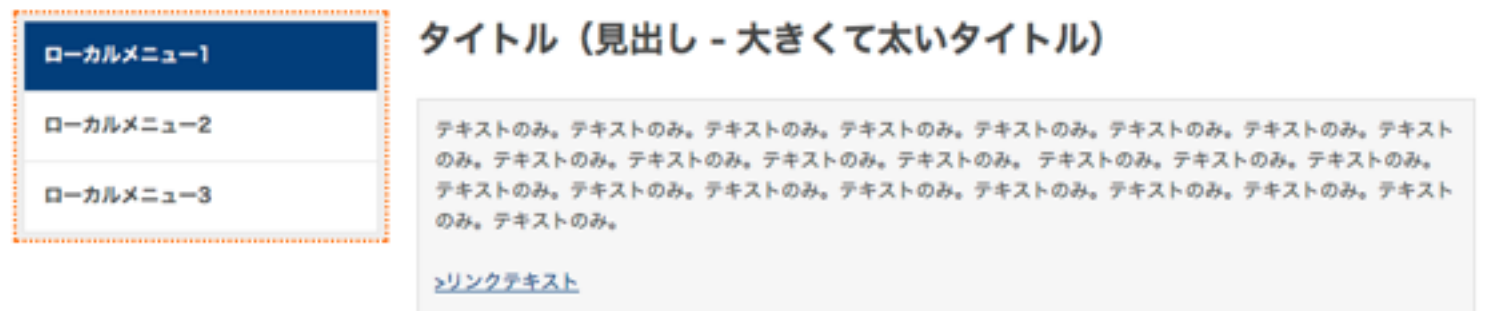 ローカルメニュー1
ローカルメニュー2
ローカルメニュー3
タイトル（見出し - 大きくて太いタイトル）
テキストのみ。テキストのみ。テキストのみ。テキストのみ。テキストのみ。テキストのみ。テキストのみ。テキスト
のみ。テキストのみ。テキストのみ。テキストのみ。テキストのみ。 テキストのみ。テキストのみ。テキストのみ。
テキストのみ。テキストのみ。テキストのみ。テキストのみ。テキストのみ。テキストのみ。テキストのみ。テキスト
のみ。テキストのみ。
>リンクテキスト